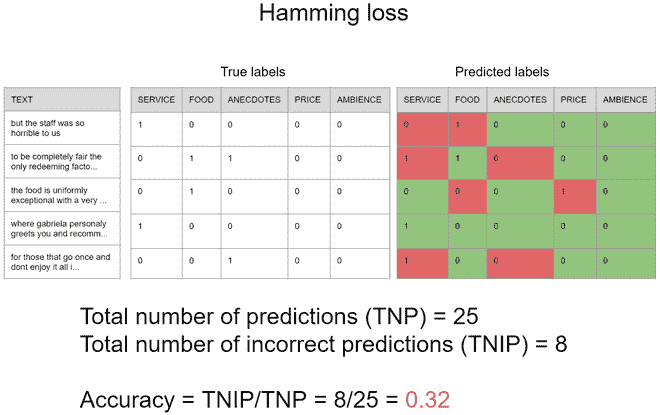 Hamming loss
True labels
Predicted labels
TEXT SERVICE FOOD ANECDOTES PRICE AMBIENCE SERVICE FOOD ANECDOTES PRICE AMBIENCE
but the staff was so
horrible to us
1 0 0 0 0 0 1 0 0 0
to be completely fair the
only redeeming facto...
0 1 1 0 0 1 1 0 0 0
the food is uniformly
exceptional with a very ...
0 1 0 0 0 0 0 0 1 0
where gabriela personaly
greets you and recomm...
1 0 0 0 0 1 0 0 0 0
for those that go once and
dont enjoy it all i...
0 0 1 0 0 1 0 0 0 0
Total number of predictions (TNP) = 25
Total number of incorrect predictions (TNIP) = 8
Accuracy = TNIP/TNP = 8/25 = 0.32